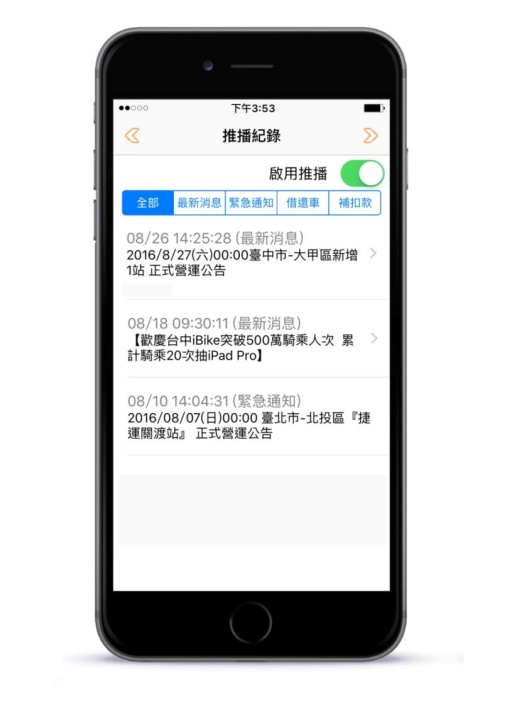 下午3:53
推播紀錄
啟用推播
全部 最新消息 緊急通知 借還車 補扣款
08/26 14:25:28 (最新消息)
2016/8/27(六)00:00臺中市-大甲區新增
1站 正式營運公告
08/18 09:30:11 (最新消息)
【歡慶台中iBike突破500萬騎乘人次 累
計騎乘20次抽iPad Pro】
08/10 14:04:31 (緊急通知)
2016/08/07(日)00:00 臺北市-北投區『捷
運關渡站』 正式營運公告